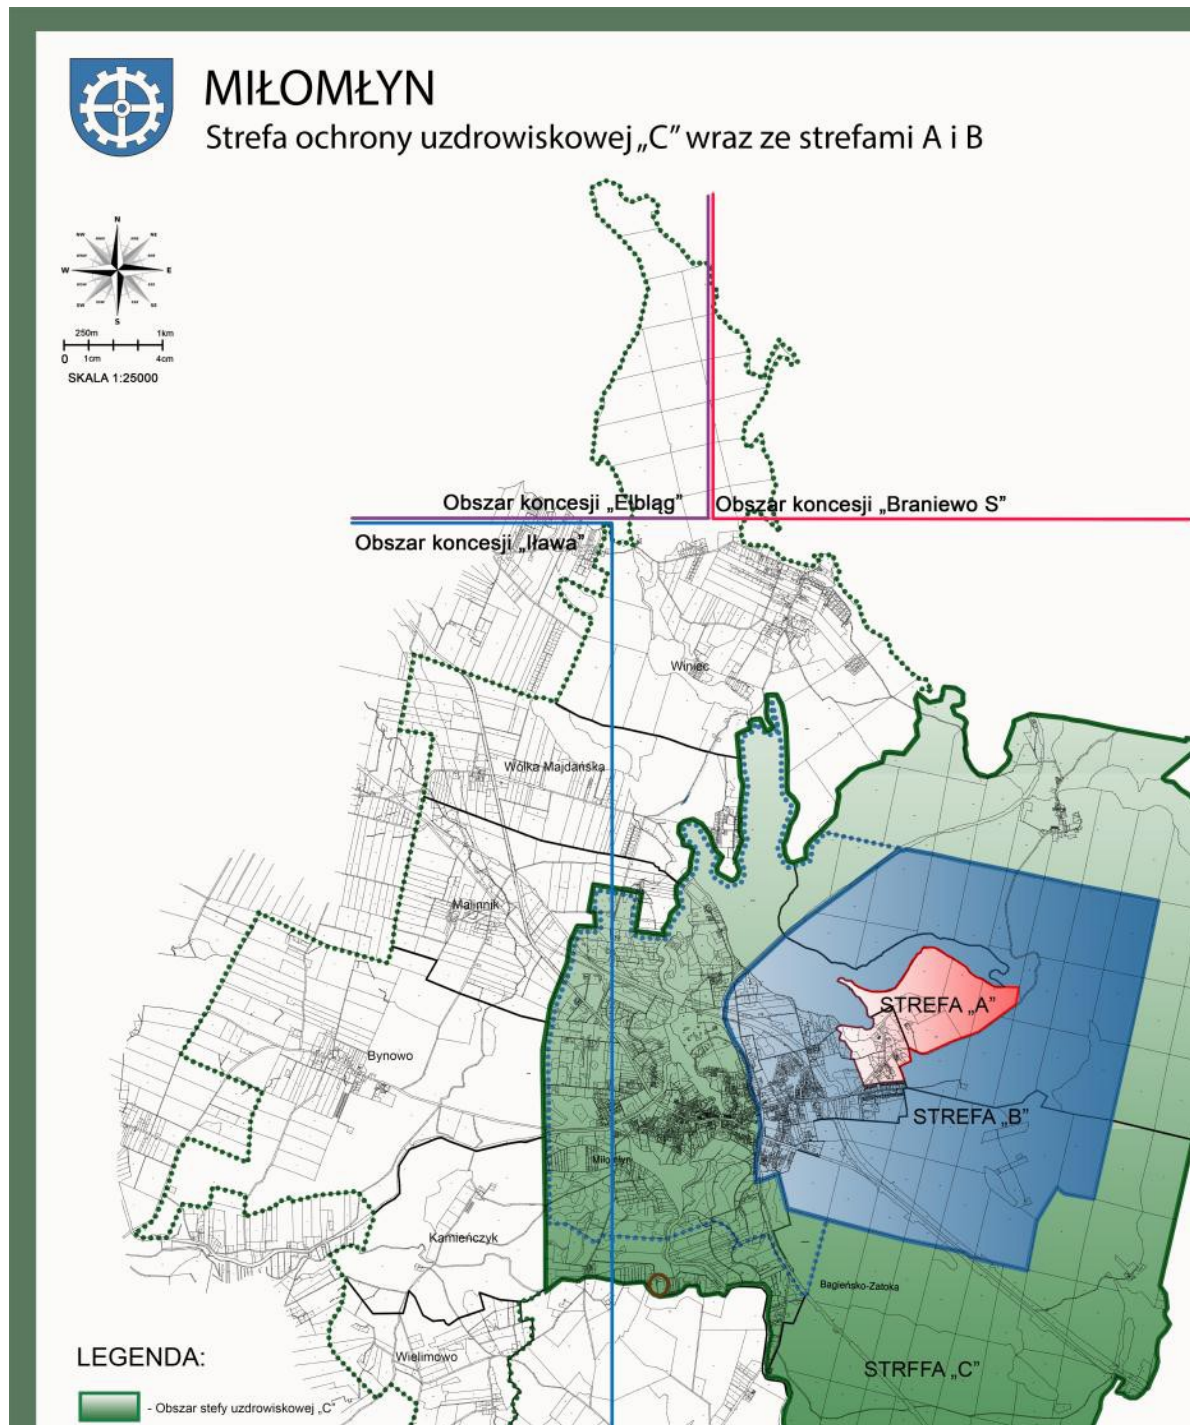 MIŁOMŁYN
Strefa ochrony uzdrowiskowej „C” wraz ze strefami A i B
N
W
E
S
250m 1km
0 1cm 4cm
SKALA 1:25000
Obszar koncesji „Elbląg”
Obszar koncesji „Braniewo S”
Obszar koncesji „Iława”
Winiec
Wólka Majdańska
Malinnik
STREFA „A”
Bynowo
STREFA „B”
Miłomłyn
Kamieńczyk
Bagieńsko-Zatoka
Wielimowo
STRFFA „C”
LEGENDA:
- Obszar stefy uzdrowiskowej „C”